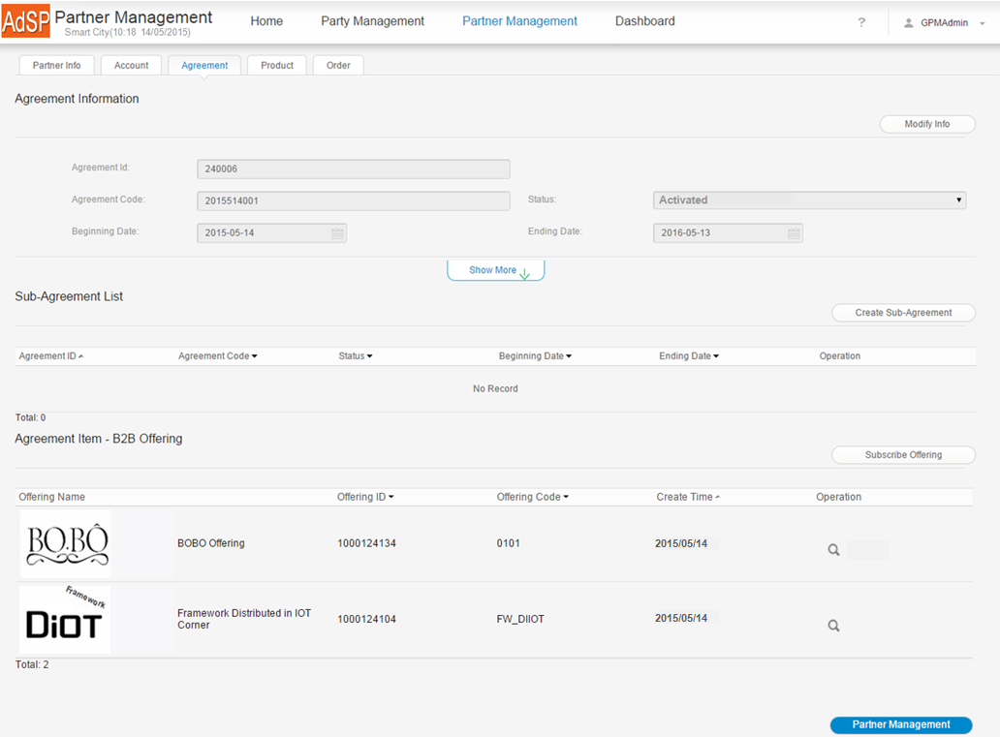 AdSP Partner Management
Smart City(10:18 14/05/2015)
Home Party Management Partner Management Dashboard ? GPMAdmin
Partner Info Account Agreement Product Order
Agreement Information
Modify Info
Agreement Id: 240006
Agreement Code: 2015514001 Status: Activated
Beginning Date: 2015-05-14 Ending Date: 2016-05-13
Show More
Sub-Agreement List
Create Sub-Agreement
Agreement ID Agreement Code Status Beginning Date Ending Date Operation
No Record
Total: 0
Agreement Item - B2B Offering
Subscribe Offering
Offering Name Offering ID Offering Code Create Time Operation
BO.BÔ BOBO Offering 1000124134 0101 2015/05/14
Framework
DiOT Framework Distributed in IOT Corner 1000124104 FW_DIIOT 2015/05/14
Total: 2
Partner Management